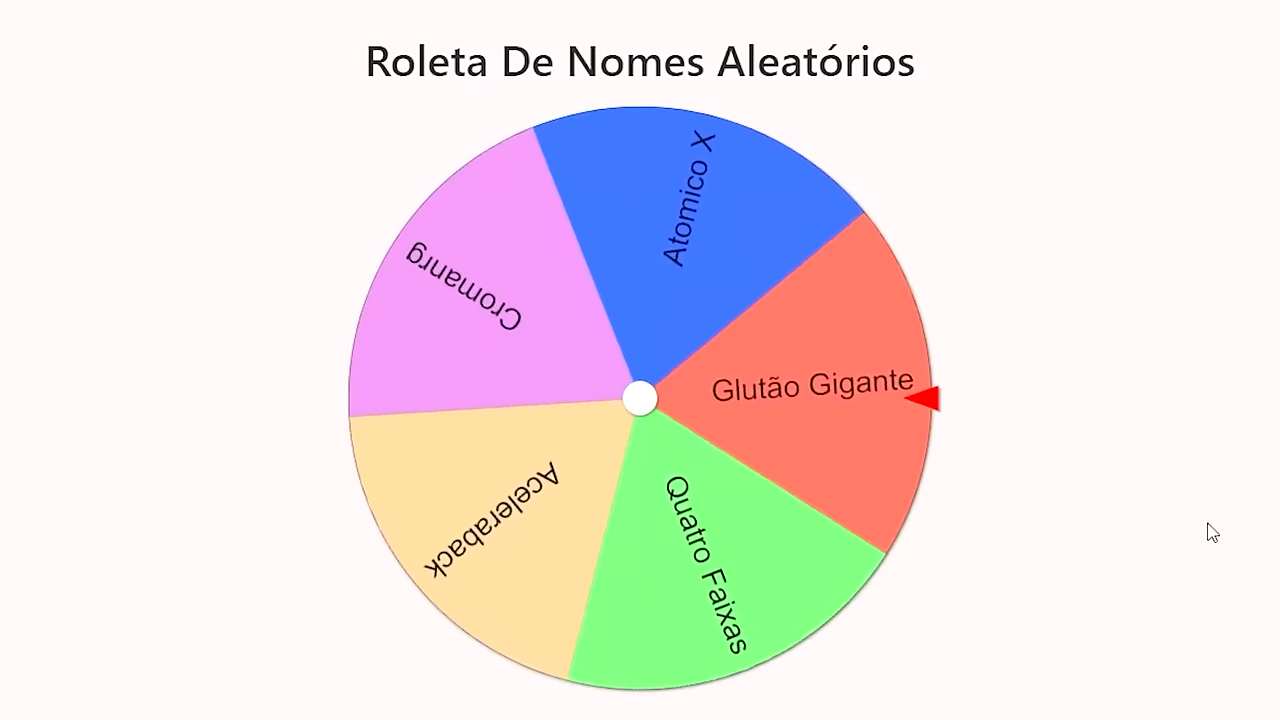 Roleta De Nomes Aleatórios
Atomico X
Cromanrg
Glutão Gigante
Aceleraback
Quatro Faixas